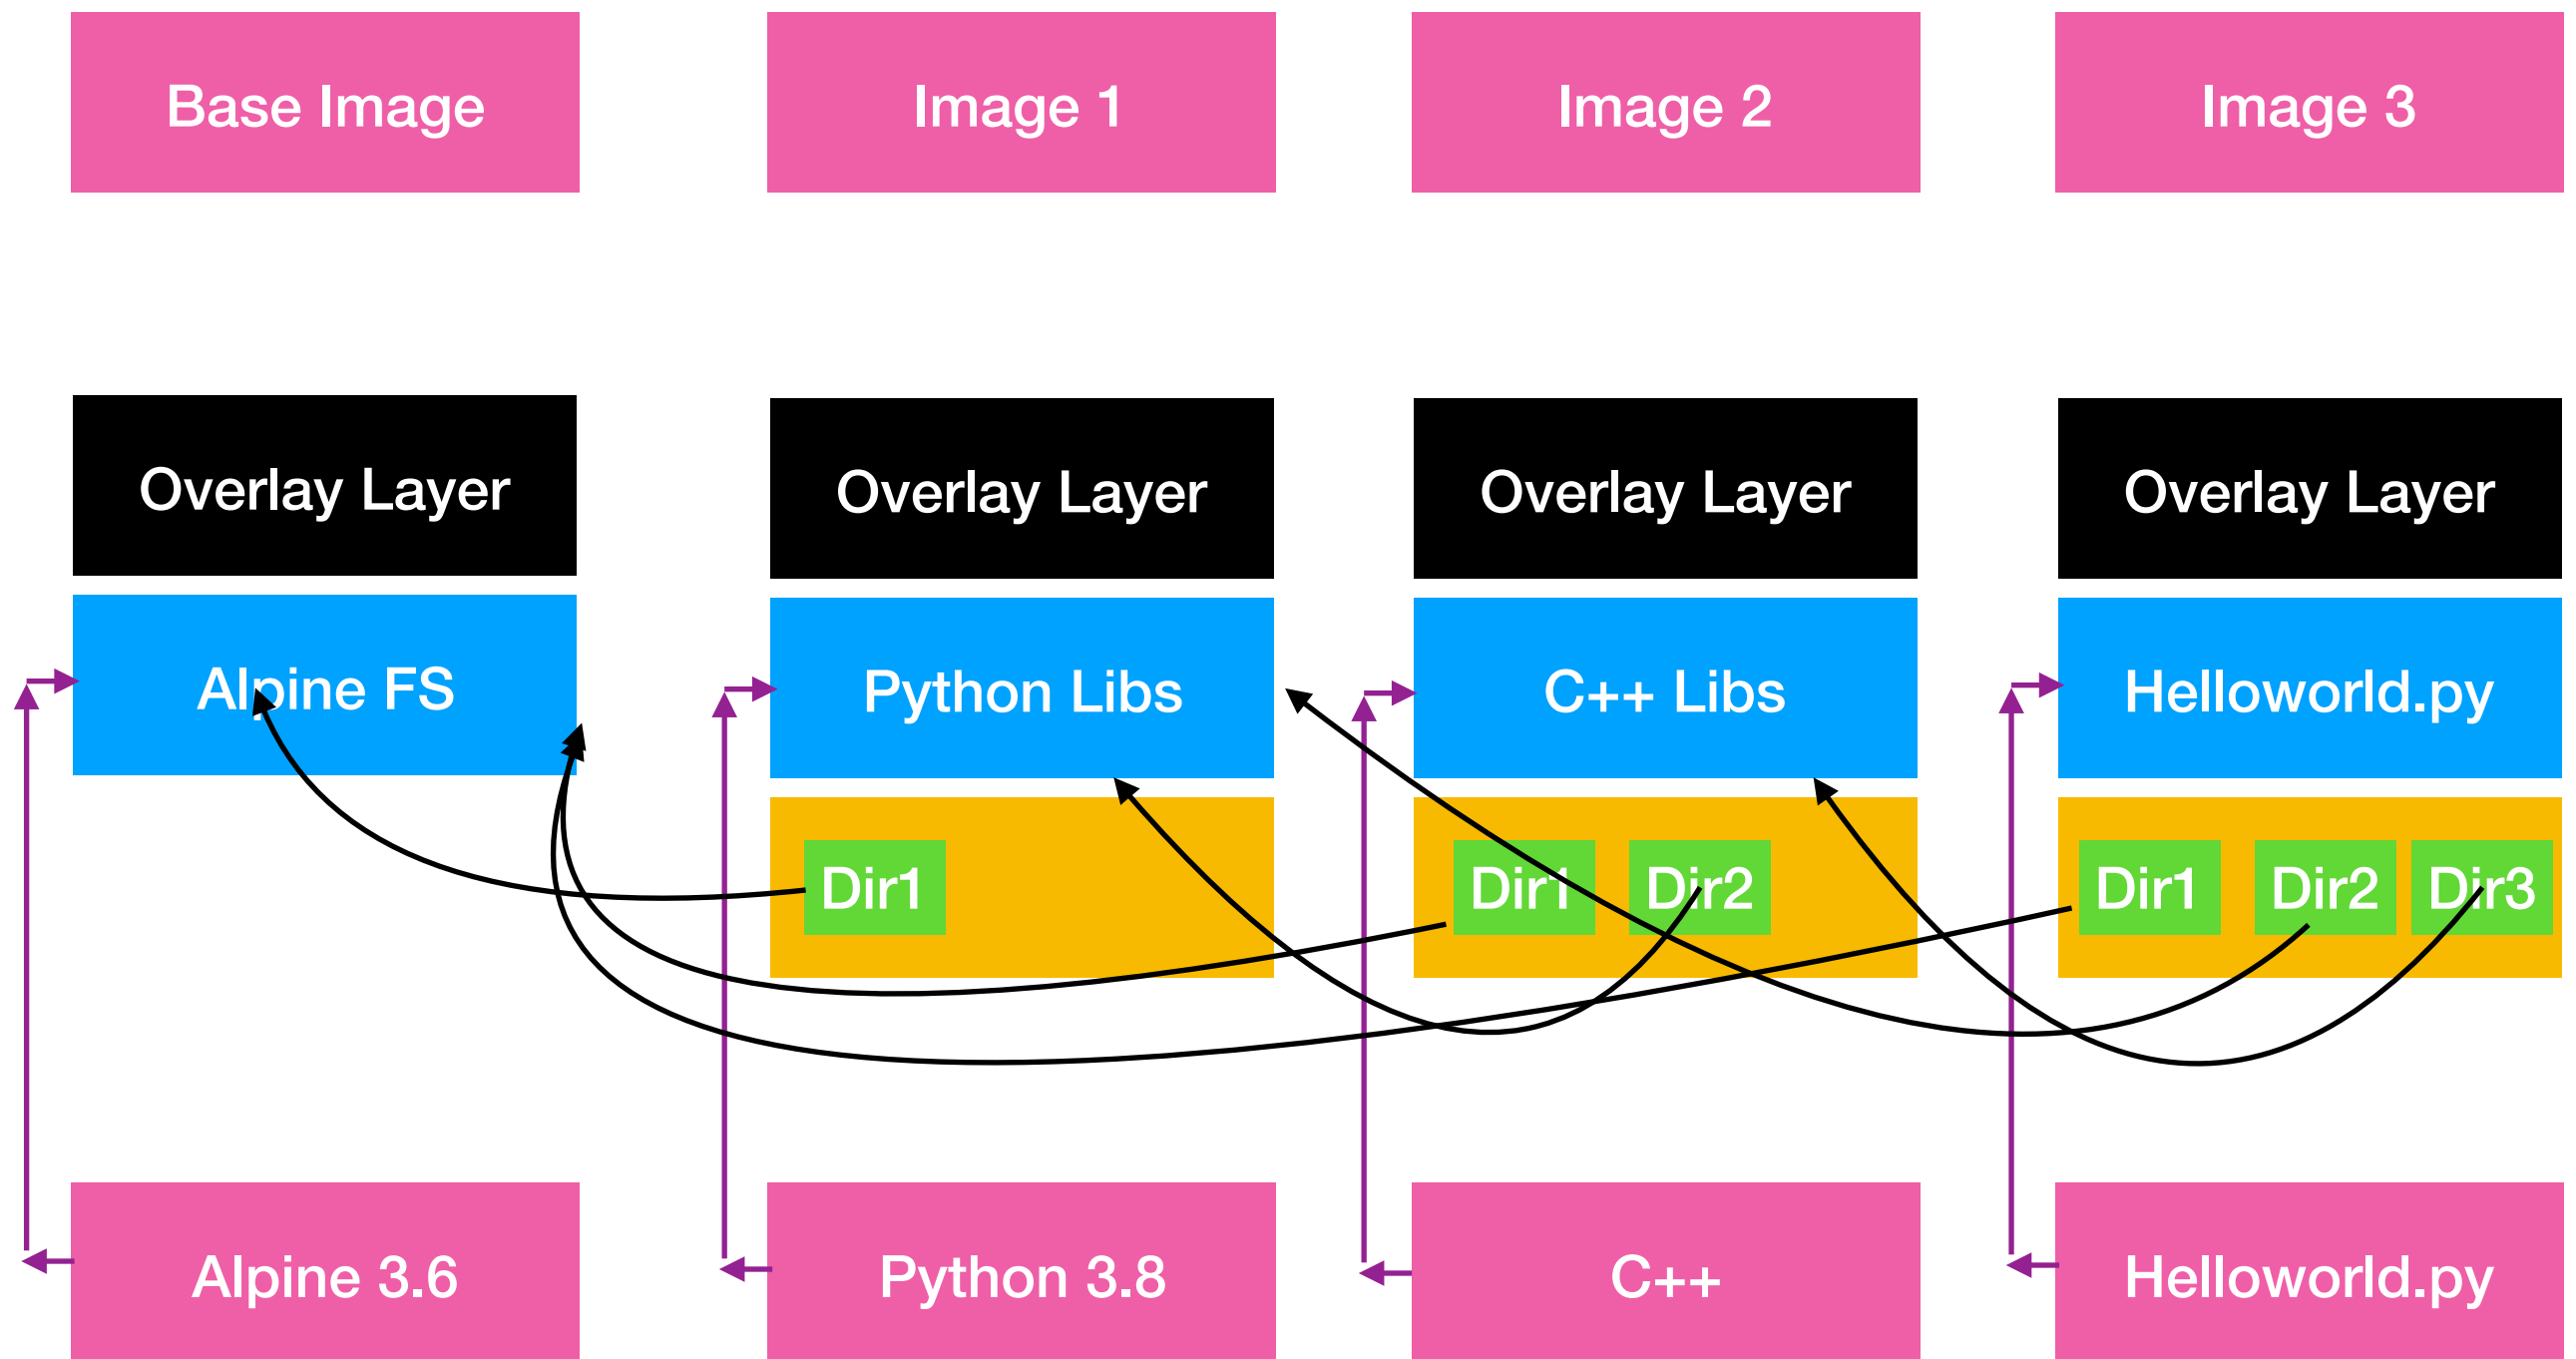 Base Image
Image 1
Image 2
Image 3
Overlay Layer
Overlay Layer
Overlay Layer
Overlay Layer
Alpine FS
Python Libs
C++ Libs
Helloworld.py
Dir1
Dir1
Dir2
Dir1
Dir2
Dir3
Alpine 3.6
Python 3.8
C++
Helloworld.py